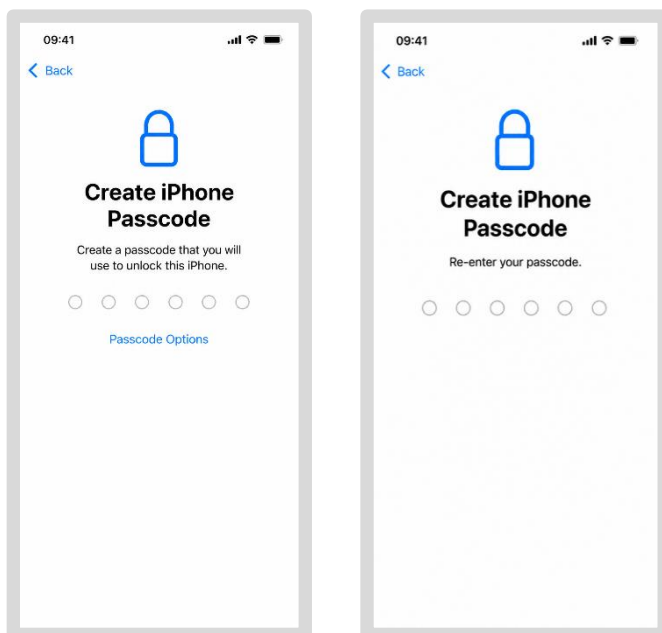 09:41
Back
Create iPhone
Passcode
Create a passcode that you will
use to unlock this iPhone.
Passcode Options
09:41
Back
Create iPhone
Passcode
Re-enter your passcode.